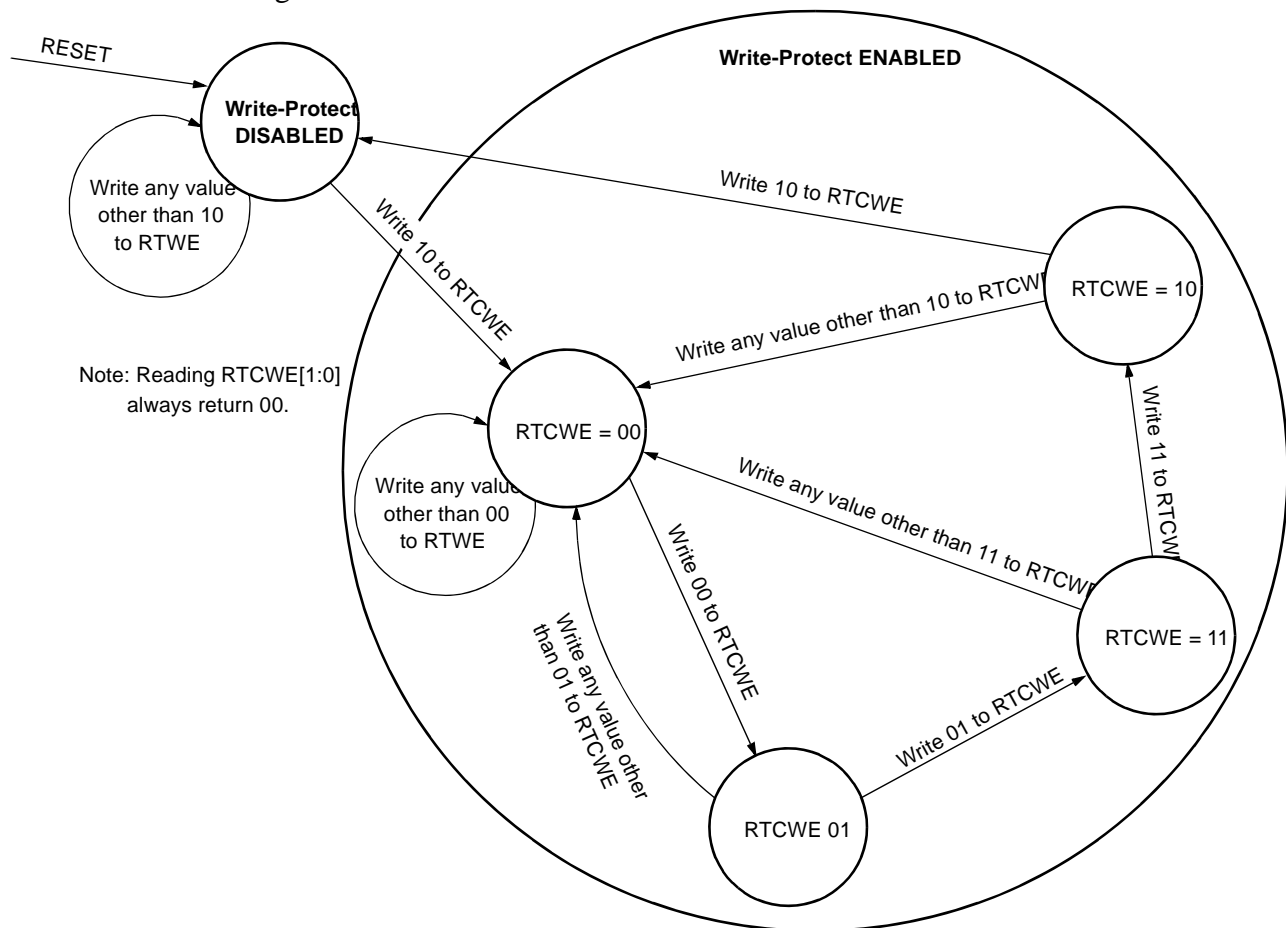 RESET
Write-Protect
DISABLED
Write-Protect ENABLED
Write any value
other than 10
to RTWE
Write 10 to RTCWE
Write 10 to RTCWE
Write any value other than 10 to RTCWE
RTCWE = 10
Note: Reading RTCWE[1:0]
always return 00.
RTCWE = 00
Write any value
other than 00
to RTWE
Write any value other than 11 to RTCWE
Write 11 to RTCWE
Write 00 to RTCWE
Write any value other
than 01 to RTCWE
RTCWE = 11
Write 01 to RTCWE
RTCWE 01